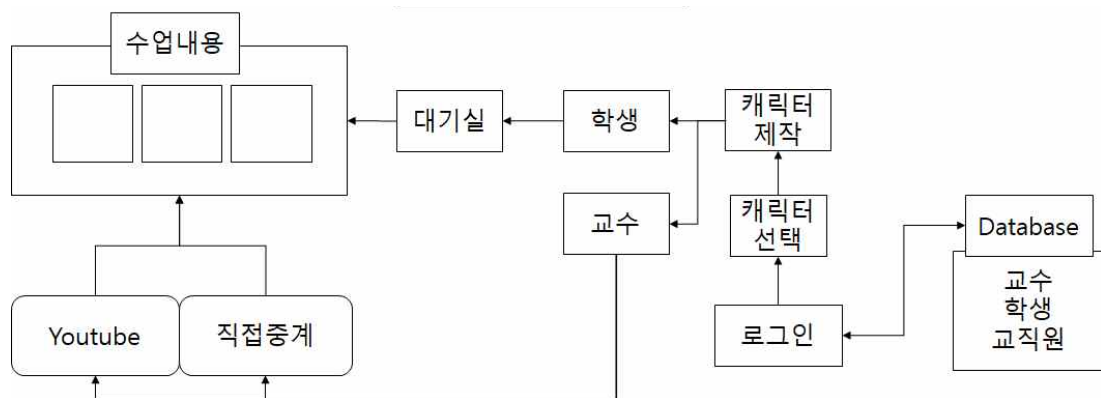 수업내용
대기실
학생
캐릭터
제작
교수
캐릭터
선택
Database
교수
학생
교직원
Youtube
직접중계
로그인